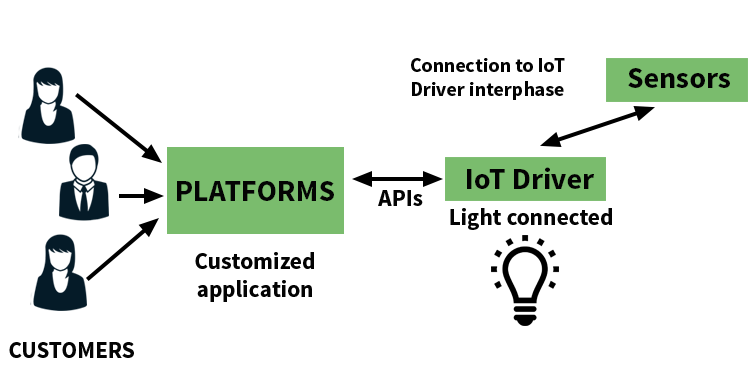 Connection to IoT
Driver interphase
Sensors
PLATFORMS
APIs
IoT Driver
Light connected
Customized
application
CUSTOMERS